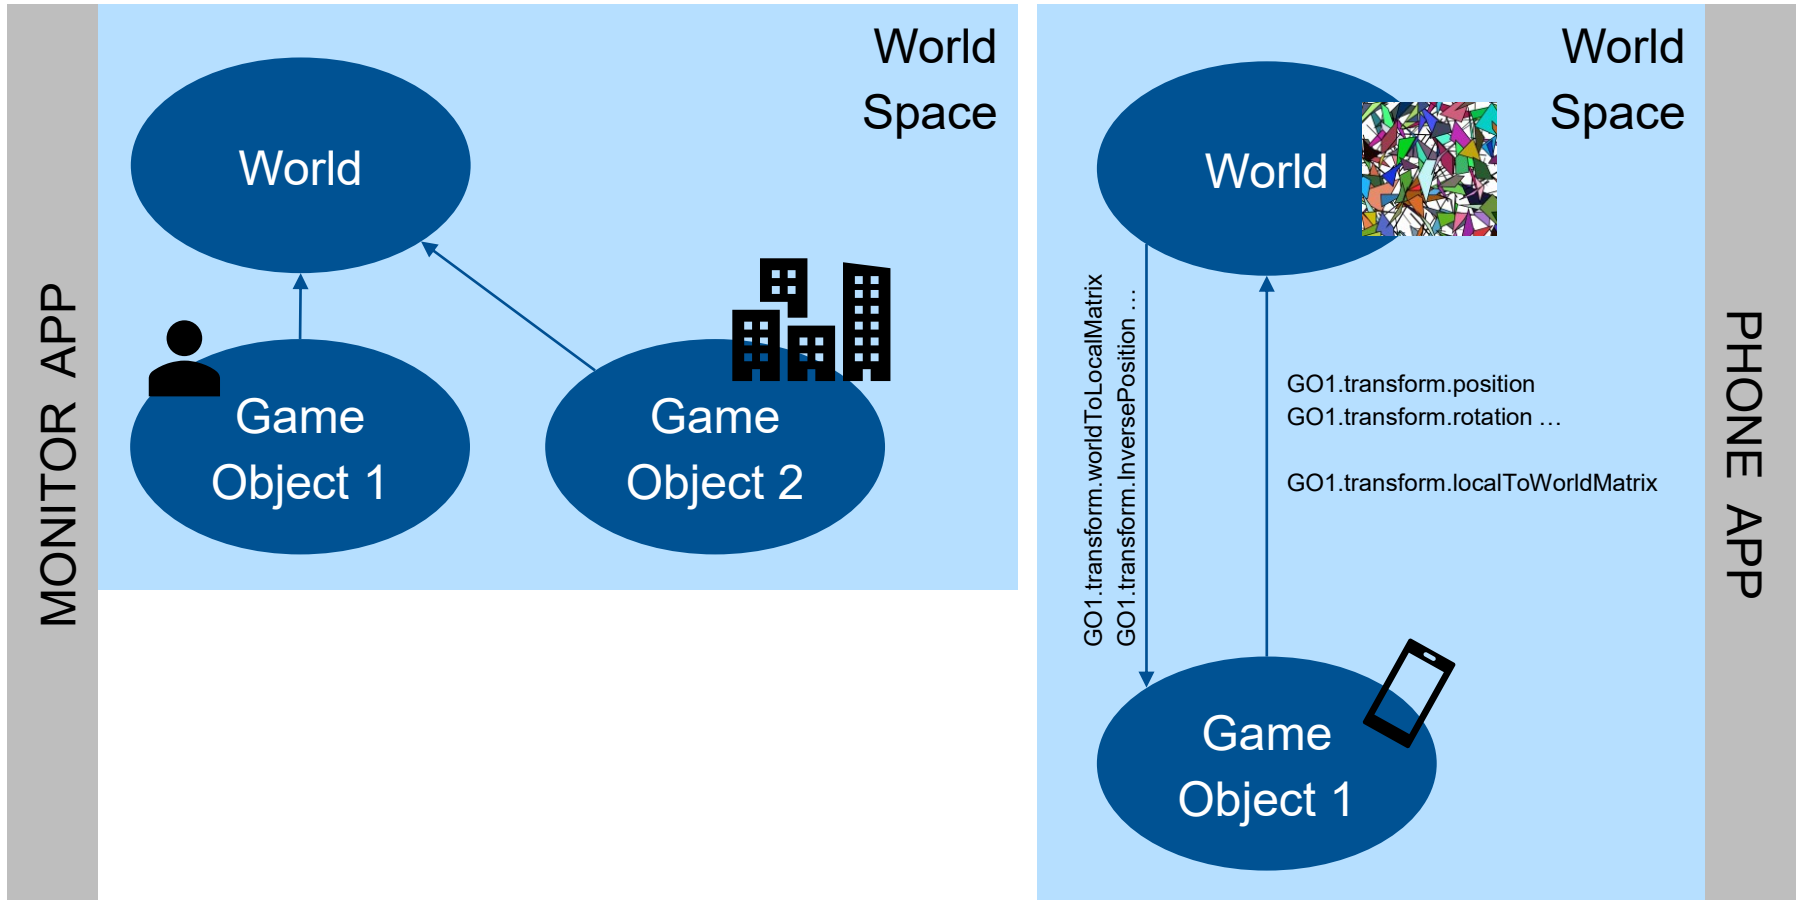 MONITOR APP
World
Space
World
Game
Object 1
Game
Object 2
World
Space
World
GO1.transform.worldToLocalMatrix
GO1.transform.InversePosition …
GO1.transform.position
GO1.transform.rotation …
GO1.transform.localToWorldMatrix
Game
Object 1
PHONE APP